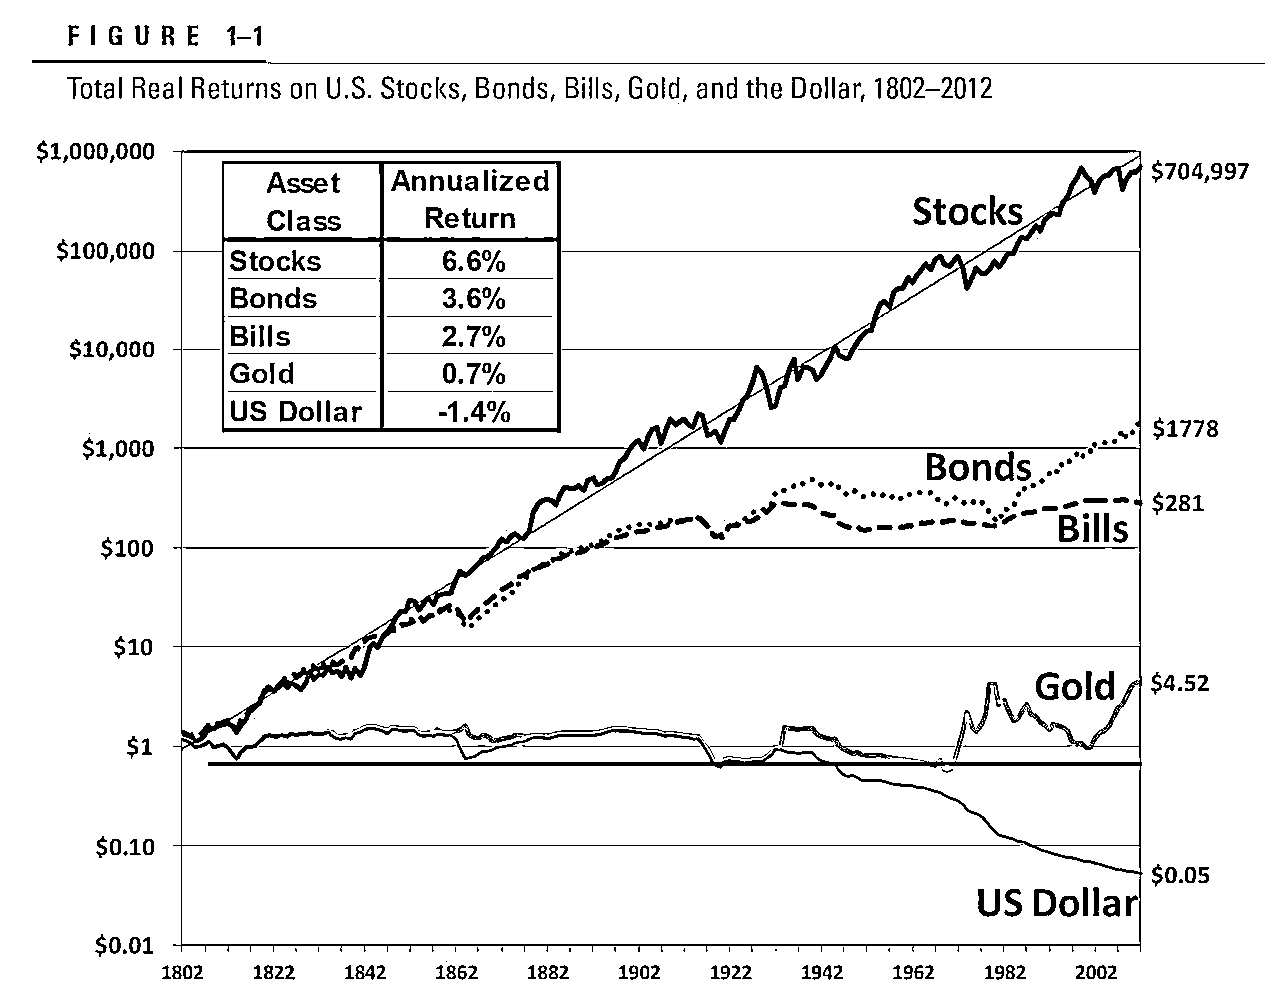 FIGURE 1–1
Total Real Returns on U.S. Stocks, Bonds, Bills, Gold, and the Dollar, 1802–2012
Asset Class Annualized Return
Stocks 6.6%
Bonds 3.6%
Bills 2.7%
Gold 0.7%
US Dollar -1.4%
$1,000,000
$100,000
$10,000
$1,000
$100
$10
$1
$0.10
$0.01
Stocks
$704,997
Bonds
$1778
Bills
$281
Gold
$4.52
US Dollar
$0.05
1802 1822 1842 1862 1882 1902 1922 1942 1962 1982 2002